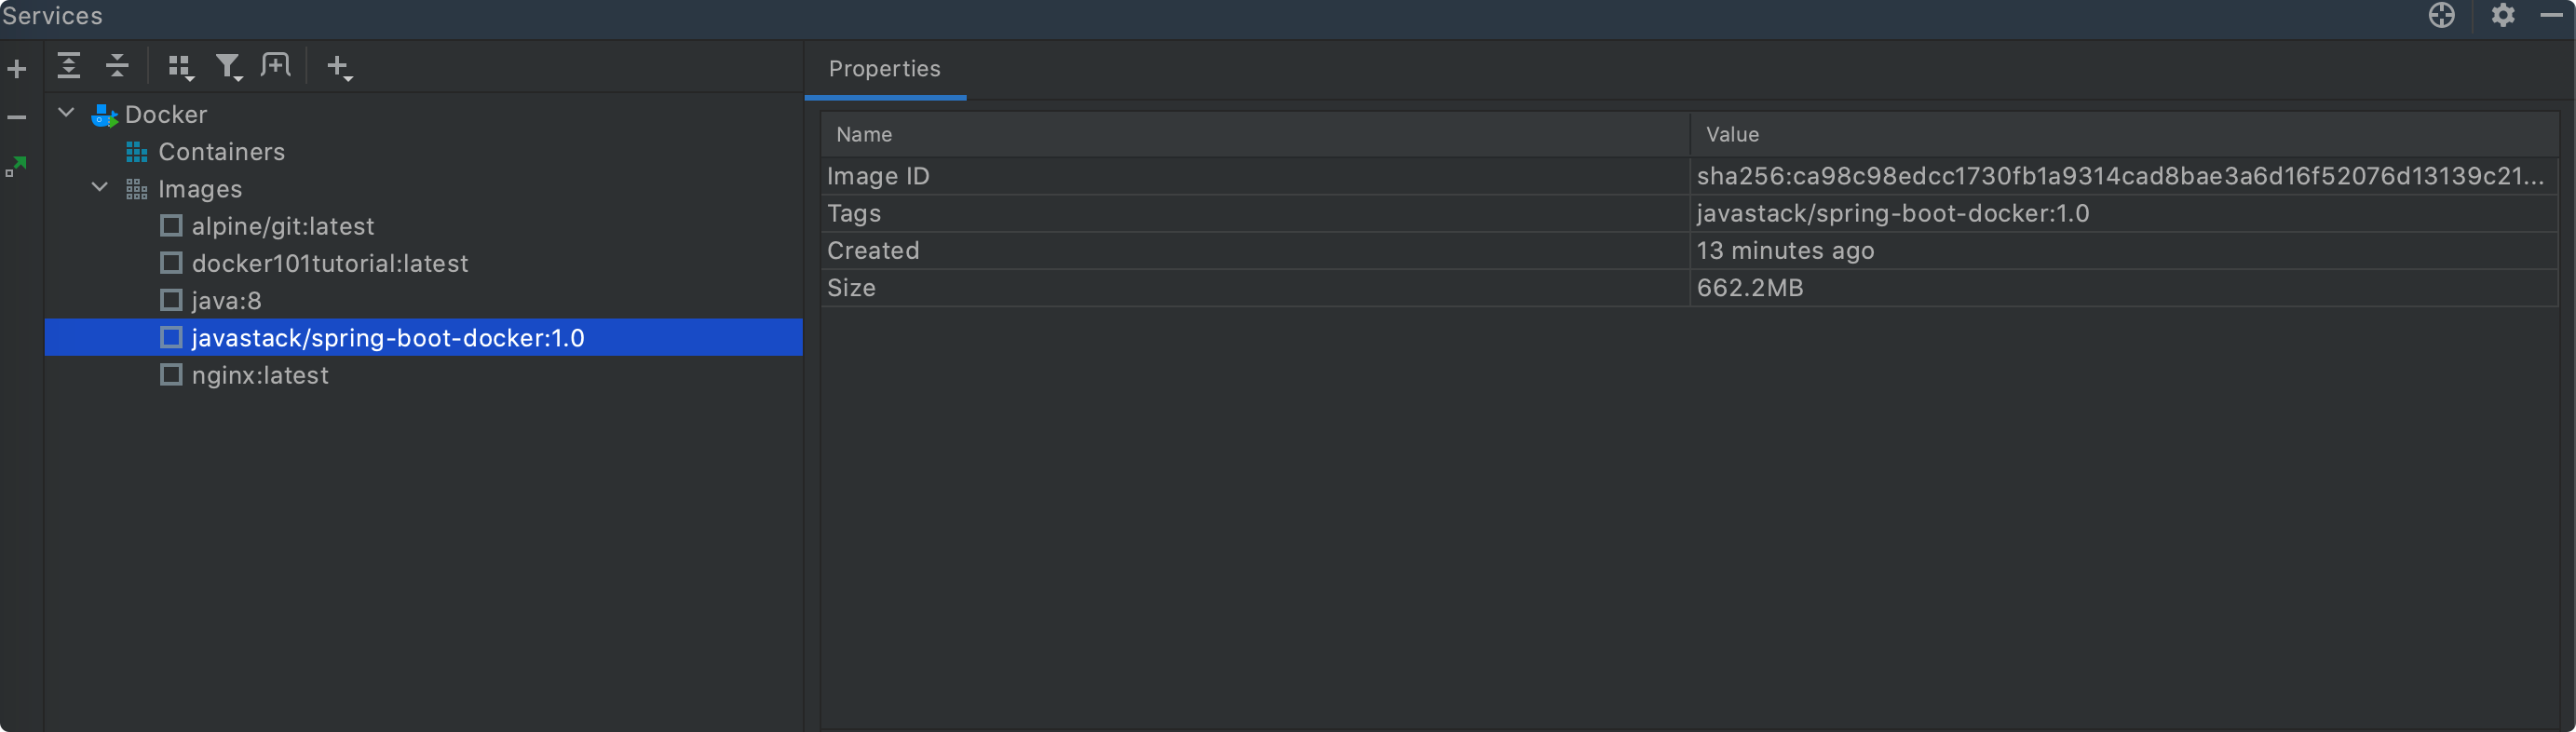 Services
Docker
Containers
Images
alpine/git:latest
docker101tutorial:latest
java:8
javastack/spring-boot-docker:1.0
nginx:latest
Properties
Name Value
Image ID sha256:ca98c98edcc1730fb1a9314cad8bae3a6d16f52076d13139c21...
Tags javastack/spring-boot-docker:1.0
Created 13 minutes ago
Size 662.2MB